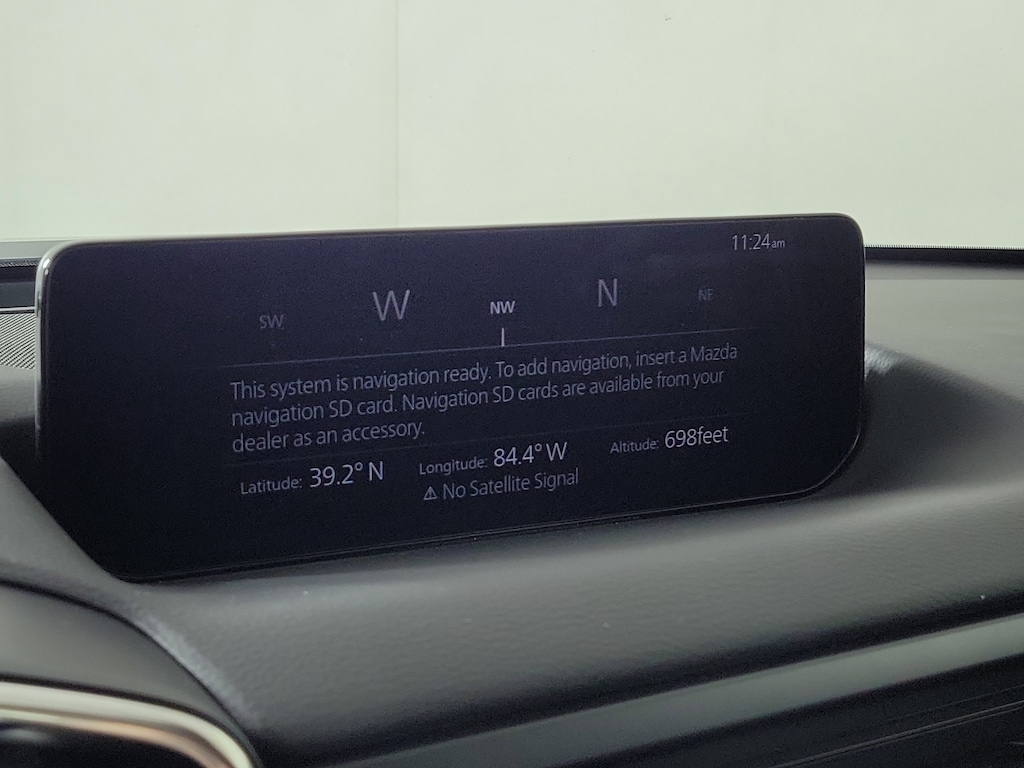 11:24am
SW W NW N NE
This system is navigation ready. To add navigation, insert a Mazda
navigation SD card. Navigation SD cards are available from your
dealer as an accessory.
Latitude: 39.2° N Longitude: 84.4° W Altitude: 698feet
⚠ No Satellite Signal